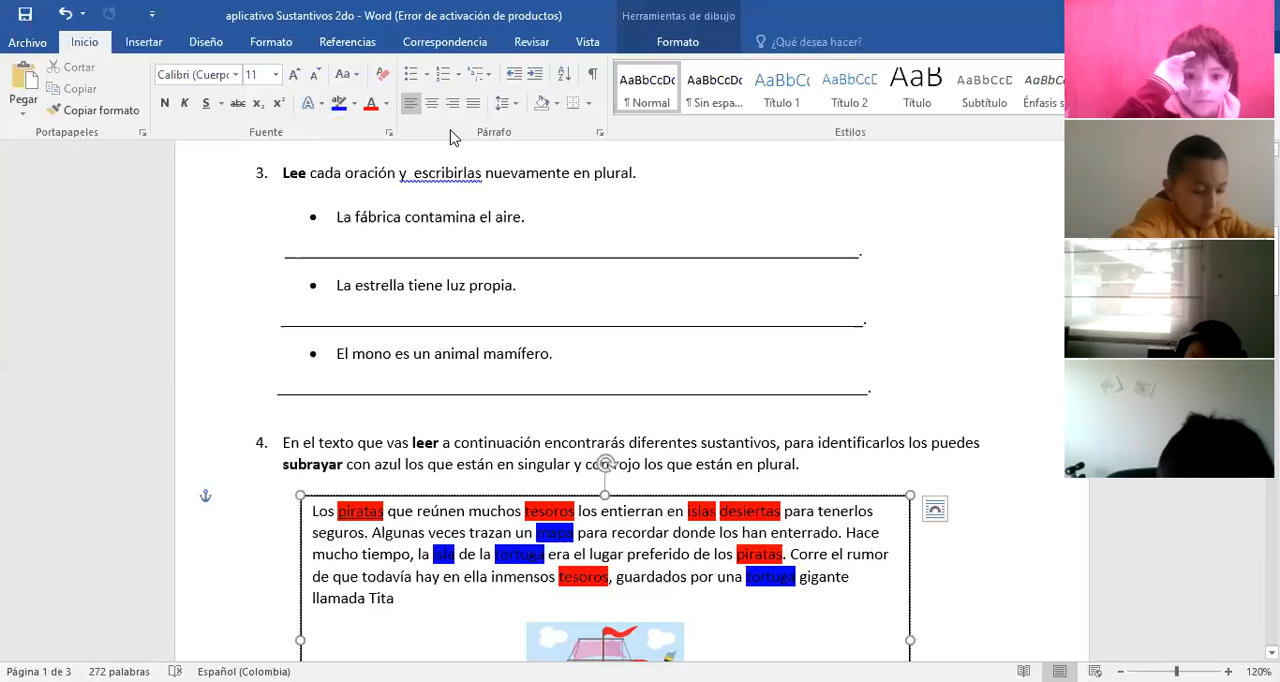 aplicativo Sustantivos 2do - Word (Error de activación de productos)
Herramientas de dibujo
Archivo Inicio Insertar Diseño Formato Referencias Correspondencia Revisar Vista Formato ¿Qué desea hacer?
Pegar
Cortar
Copiar
Copiar formato
Portapapeles
Calibri (Cuerpo 11
Aa
N K S abc x₂ x²
Fuente
Párrafo
AaBbCcDc AaBbCcDc AaBbCc AaBbCcD AaB AaBbCcD AaBbCcD
¶ Normal ¶ Sin espa... Título 1 Título 2 Título Subtítulo Énfasis s
Estilos
3. Lee cada oración y escribirlas nuevamente en plural.
• La fábrica contamina el aire.
• La estrella tiene luz propia.
• El mono es un animal mamífero.
4. En el texto que vas leer a continuación encontrarás diferentes sustantivos, para identificarlos los puedes
subrayar con azul los que están en singular y con rojo los que están en plural.
Los piratas que reúnen muchos tesoros los entierran en islas desiertas para tenerlos
seguros. Algunas veces trazan un mapa para recordar donde los han enterrado. Hace
mucho tiempo, la isla de la tortuga era el lugar preferido de los piratas. Corre el rumor
de que todavía hay en ella inmensos tesoros, guardados por una tortuga gigante
llamada Tita
Página 1 de 3 272 palabras Español (Colombia) 120%